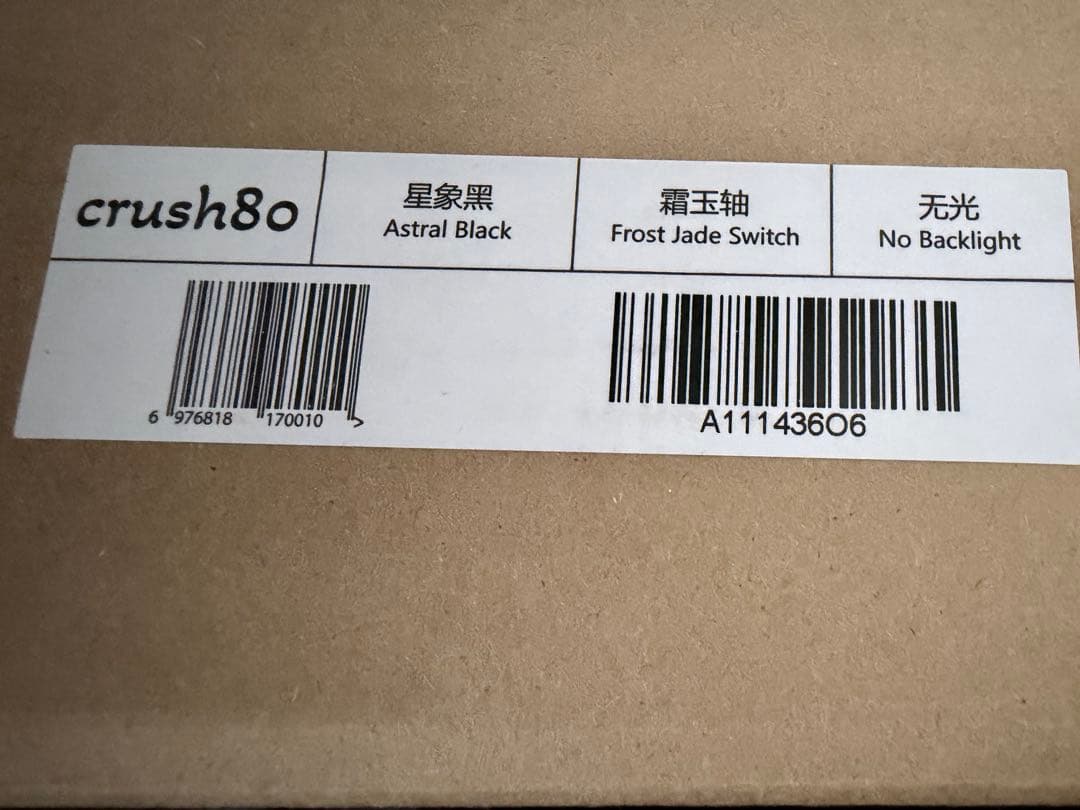 crush80
星象黑
Astral Black
霜玉轴
Frost Jade Switch
无光
No Backlight
6 976818 170010 >
A11143606